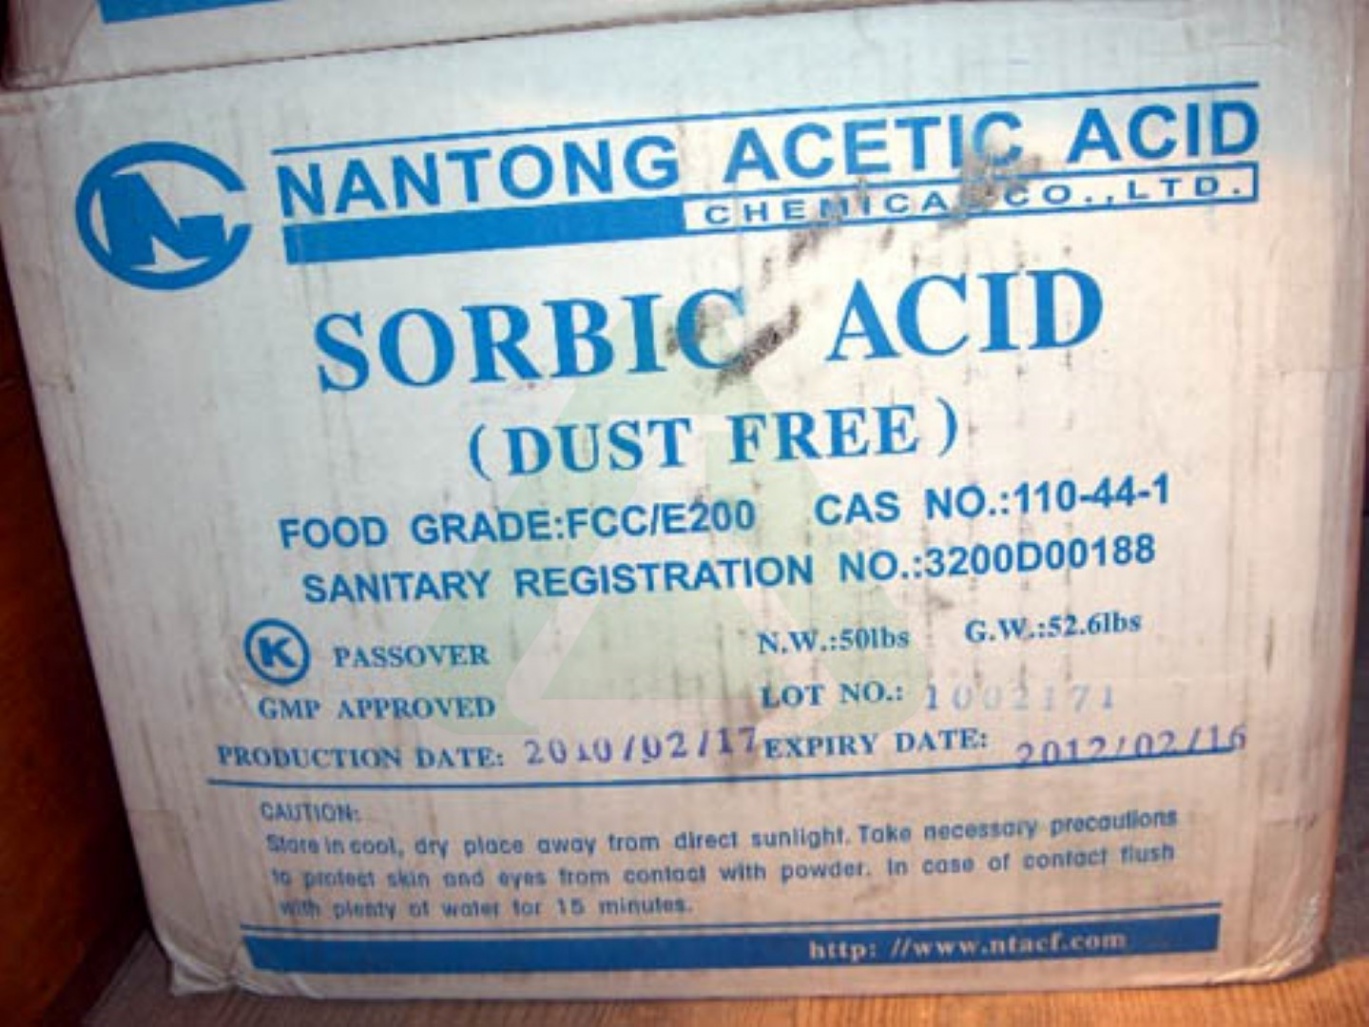 NANTONG ACETIC ACID
CHEMICAL CO.,LTD.
SORBIC ACID
(DUST FREE)
FOOD GRADE:FCC/E200 CAS NO.:110-44-1
SANITARY REGISTRATION NO.:3200D00188
K PASSOVER N.W.:50lbs G.W.:52.6lbs
GMP APPROVED LOT NO.: 1002171
PRODUCTION DATE: 2010/02/17 EXPIRY DATE: 2012/02/16
CAUTION:
Store in cool, dry place away from direct sunlight. Take necessary precautions
to protect skin and eyes from contact with powder. In case of contact flush
with plenty of water for 15 minutes.
http: //www.ntacf.com